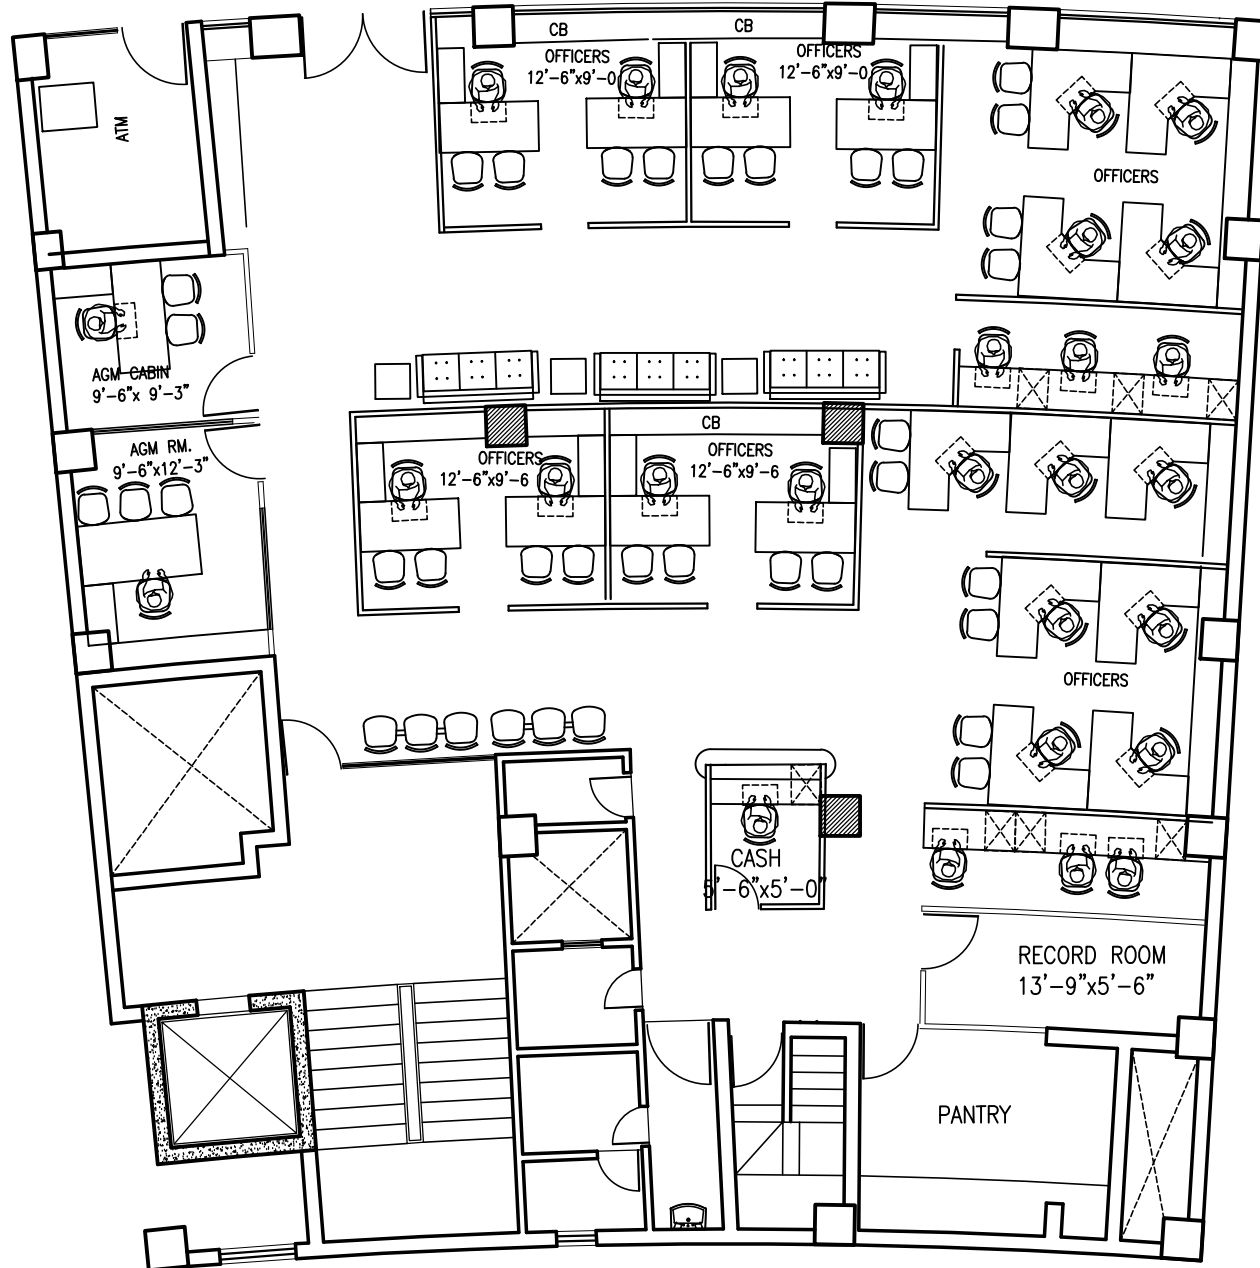 CB
CB
OFFICERS
12'-6"x9'-0
OFFICERS
12'-6"x9'-0
ATM
OFFICERS
AGM CABIN
9'-6"x 9'-3"
AGM RM.
9'-6"x12'-3"
CB
OFFICERS
12'-6"x9'-6
OFFICERS
12'-6"x9'-6
OFFICERS
CASH
5'-6"x5'-0"
RECORD ROOM
13'-9"x5'-6"
PANTRY